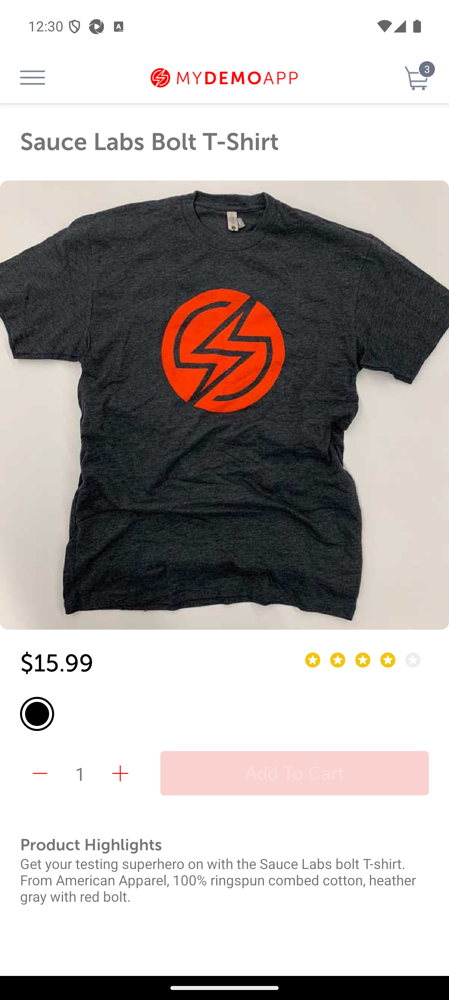 12:30
3
MYDEMOAPP
Sauce Labs Bolt T-Shirt
$15.99
1
Add To Cart
Product Highlights
Get your testing superhero on with the Sauce Labs bolt T-shirt.
From American Apparel, 100% ringspun combed cotton, heather
gray with red bolt.